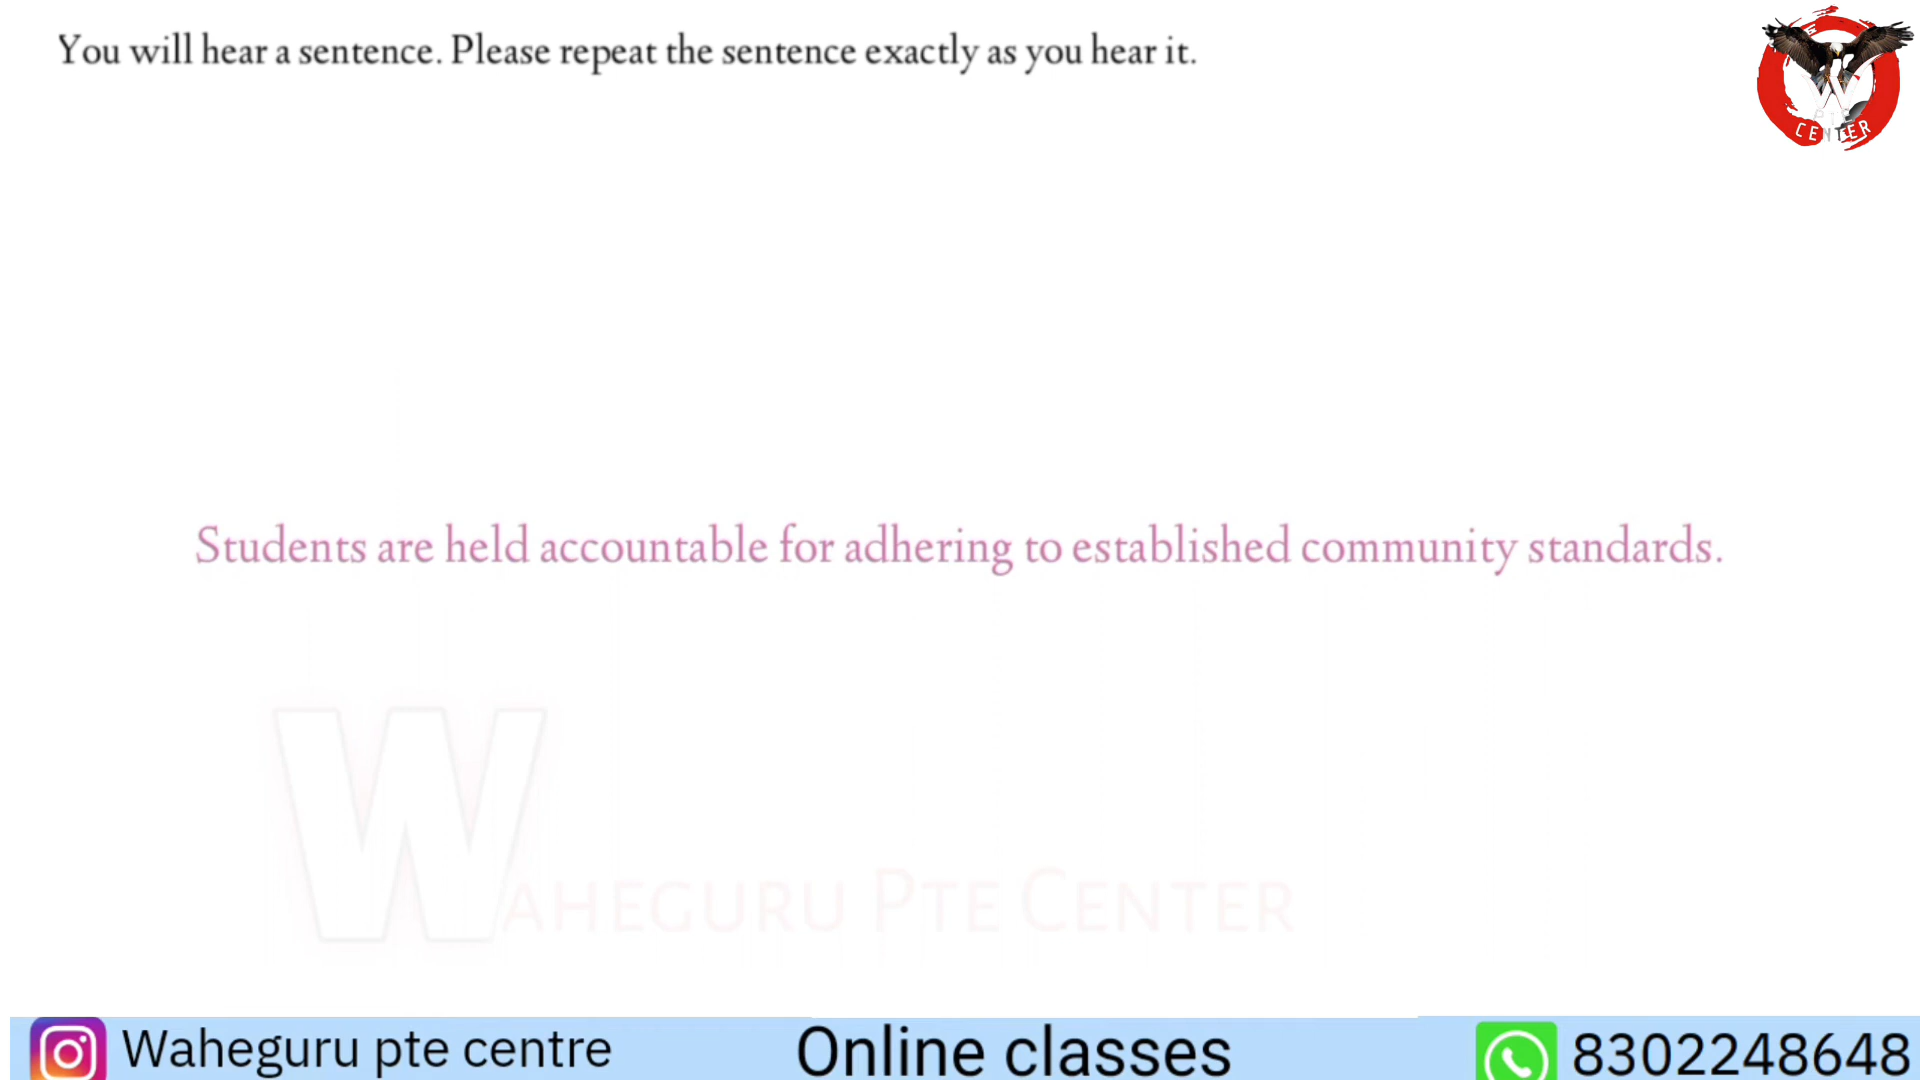 You will hear a sentence. Please repeat the sentence exactly as you hear it.
CENTER
Students are held accountable for adhering to established community standards.
WAHEGURU PTE CENTER
Waheguru pte centre
Online classes
8302248648